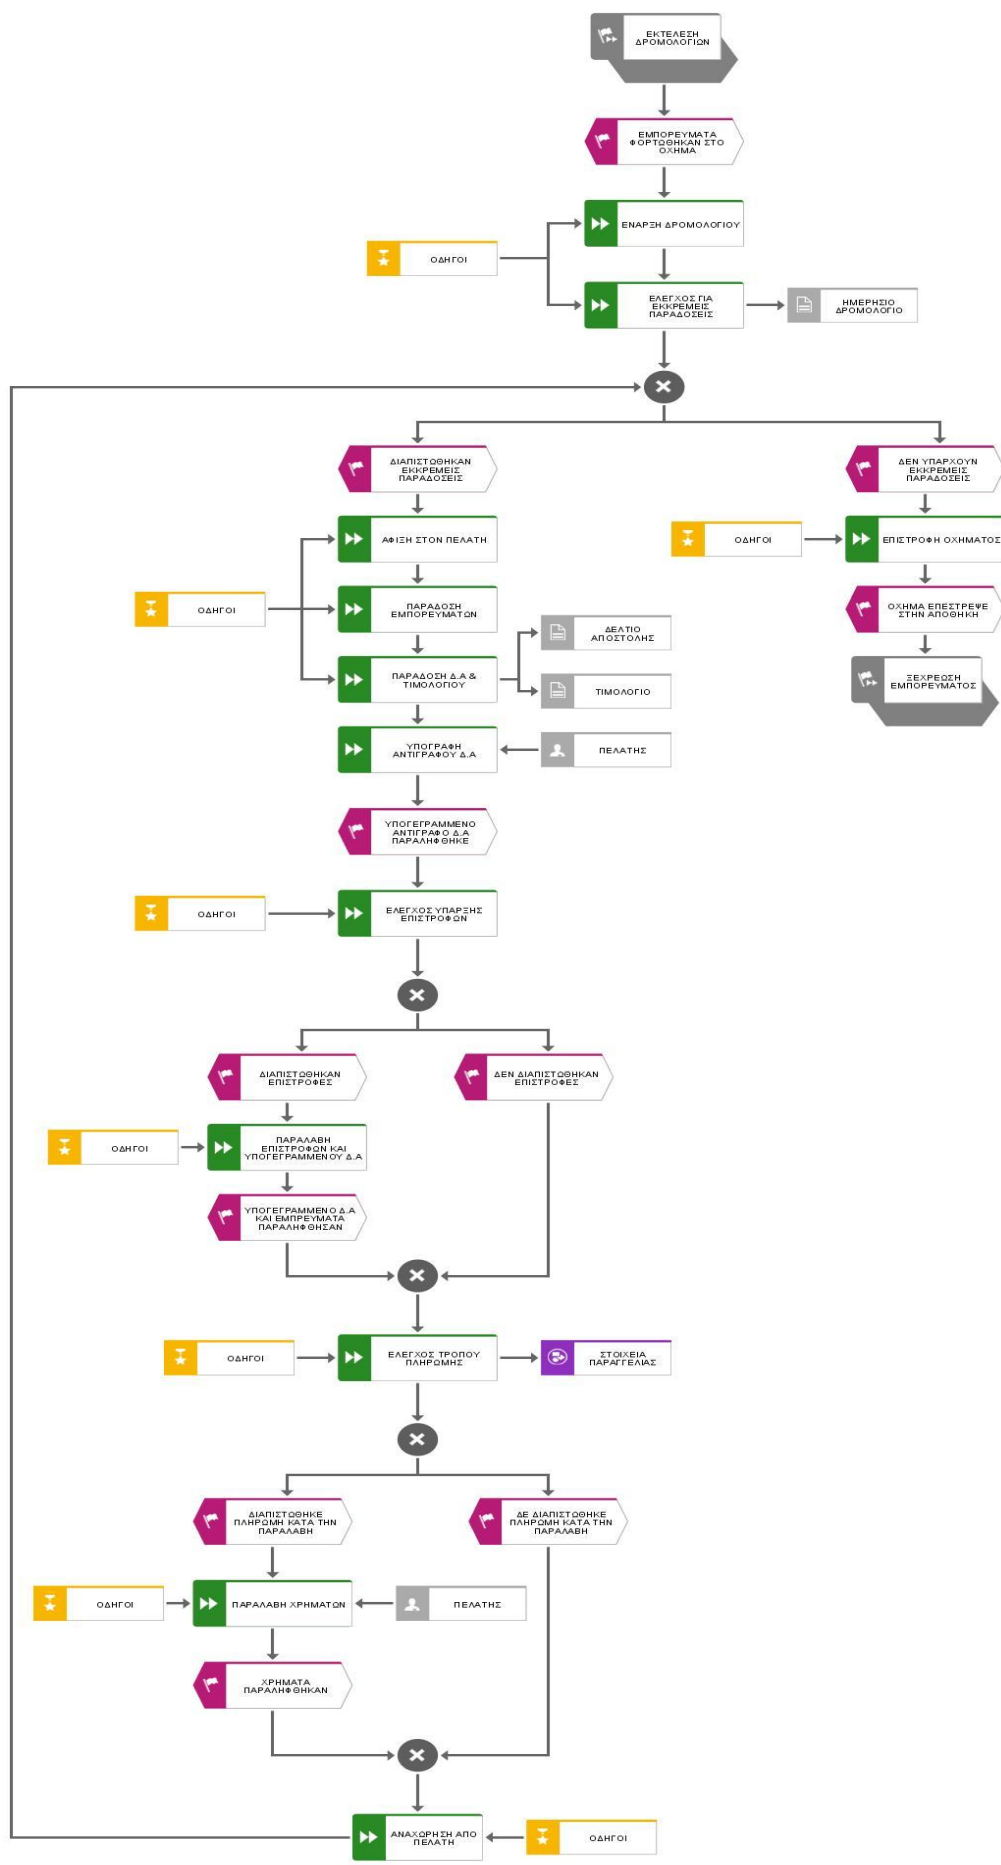 ΕΚΤΕΛΕΣΗ
ΔΡΟΜΟΛΟΓΙΩΝ
ΕΜΠΟΡΕΥΜΑΤΑ
ΦΟΡΤΩΘΗΚΑΝ ΣΤΟ
ΟΧΗΜΑ
ΕΝΑΡΞΗ ΔΡΟΜΟΛΟΓΙΟΥ
ΟΔΗΓΟΙ
ΕΛΕΓΧΟΣ ΓΙΑ
ΕΚΚΡΕΜΕΙΣ
ΠΑΡΑΔΟΣΕΙΣ
ΗΜΕΡΗΣΙΟ
ΔΡΟΜΟΛΟΓΙΟ
ΔΙΑΠΙΣΤΩΘΗΚΑΝ
ΕΚΚΡΕΜΕΙΣ
ΠΑΡΑΔΟΣΕΙΣ
ΔΕΝ ΥΠΑΡΧΟΥΝ
ΕΚΚΡΕΜΕΙΣ
ΠΑΡΑΔΟΣΕΙΣ
ΑΦΙΞΗ ΣΤΟΝ ΠΕΛΑΤΗ
ΟΔΗΓΟΙ
ΕΠΙΣΤΡΟΦΗ ΟΧΗΜΑΤΟΣ
ΟΔΗΓΟΙ
ΠΑΡΑΔΟΣΗ
ΕΜΠΟΡΕΥΜΑΤΩΝ
ΟΧΗΜΑ ΕΠΕΣΤΡΕΨΕ
ΣΤΗΝ ΑΠΟΘΗΚΗ
ΔΕΛΤΙΟ
ΑΠΟΣΤΟΛΗΣ
ΠΑΡΑΔΟΣΗ Δ.Α &
ΤΙΜΟΛΟΓΙΟΥ
ΤΙΜΟΛΟΓΙΟ
ΞΕΧΡΕΩΣΗ
ΕΜΠΟΡΕΥΜΑΤΟΣ
ΥΠΟΓΡΑΦΗ
ΑΝΤΙΓΡΑΦΟΥ Δ.Α
ΠΕΛΑΤΗΣ
ΥΠΟΓΕΓΡΑΜΜΕΝΟ
ΑΝΤΙΓΡΑΦΟ Δ.Α
ΠΑΡΑΛΗΦΘΗΚΕ
ΟΔΗΓΟΙ
ΕΛΕΓΧΟΣ ΥΠΑΡΞΗΣ
ΕΠΙΣΤΡΟΦΩΝ
ΔΙΑΠΙΣΤΩΘΗΚΑΝ
ΕΠΙΣΤΡΟΦΕΣ
ΔΕΝ ΔΙΑΠΙΣΤΩΘΗΚΑΝ
ΕΠΙΣΤΡΟΦΕΣ
ΟΔΗΓΟΙ
ΠΑΡΑΛΑΒΗ
ΕΠΙΣΤΡΟΦΩΝ ΚΑΙ
ΥΠΟΓΕΓΡΑΜΜΕΝΟΥ Δ.Α
ΥΠΟΓΕΓΡΑΜΜΕΝΟ Δ.Α
ΚΑΙ ΕΜΠΡΕΥΜΑΤΑ
ΠΑΡΑΛΗΦΘΗΣΑΝ
ΟΔΗΓΟΙ
ΕΛΕΓΧΟΣ ΤΡΟΠΟΥ
ΠΛΗΡΩΜΗΣ
ΣΤΟΙΧΕΙΑ
ΠΑΡΑΓΓΕΛΙΑΣ
ΔΙΑΠΙΣΤΩΘΗΚΕ
ΠΛΗΡΩΜΗ ΚΑΤΑ ΤΗΝ
ΠΑΡΑΛΑΒΗ
ΔΕ ΔΙΑΠΙΣΤΩΘΗΚΕ
ΠΛΗΡΩΜΗ ΚΑΤΑ ΤΗΝ
ΠΑΡΑΛΑΒΗ
ΟΔΗΓΟΙ
ΠΑΡΑΛΑΒΗ ΧΡΗΜΑΤΩΝ
ΠΕΛΑΤΗΣ
ΧΡΗΜΑΤΑ
ΠΑΡΑΛΗΦΘΗΚΑΝ
ΑΝΑΧΩΡΗΣΗ ΑΠΟ
ΠΕΛΑΤΗ
ΟΔΗΓΟΙ